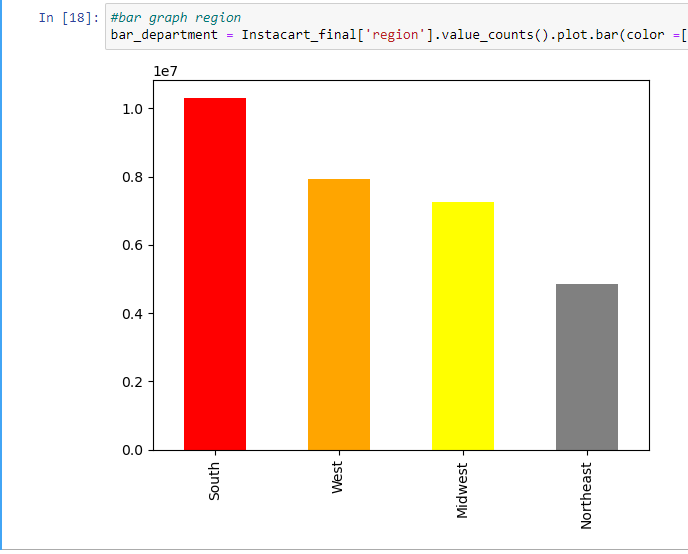 In [18]:
#bar graph region
bar_department = Instacart_final['region'].value_counts().plot.bar(color =[
1e7
1.0
0.8
0.6
0.4
0.2
0.0
South
West
Midwest
Northeast